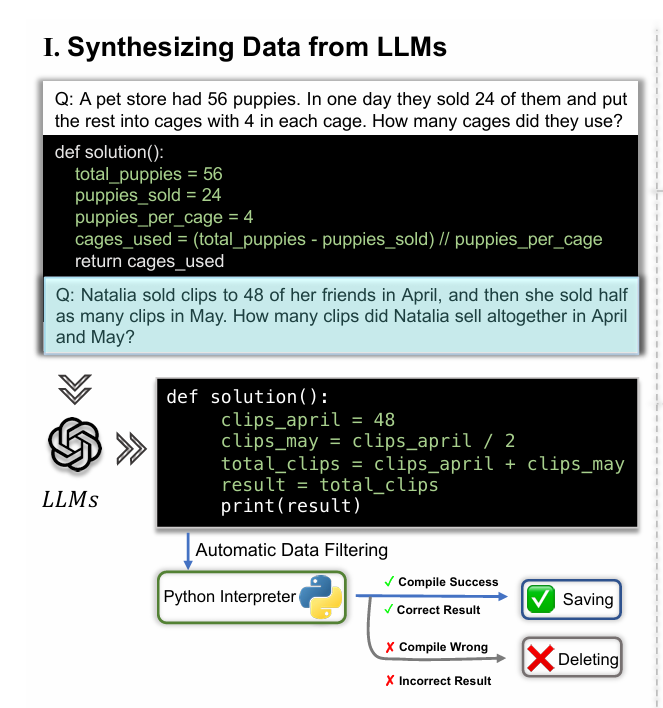 I. Synthesizing Data from LLMs
Q: A pet store had 56 puppies. In one day they sold 24 of them and put
the rest into cages with 4 in each cage. How many cages did they use?
def solution():
total_puppies = 56
puppies_sold = 24
puppies_per_cage = 4
cages_used = (total_puppies - puppies_sold) // puppies_per_cage
return cages_used
Q: Natalia sold clips to 48 of her friends in April, and then she sold half
as many clips in May. How many clips did Natalia sell altogether in April
and May?
def solution():
clips_april = 48
clips_may = clips_april / 2
total_clips = clips_april + clips_may
result = total_clips
print(result)
LLMs
Automatic Data Filtering
Python Interpreter
✓ Compile Success
✓ Correct Result
Saving
✗ Compile Wrong
✗ Incorrect Result
Deleting